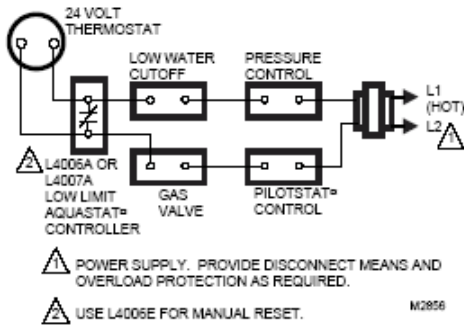 24 VOLT
THERMOSTAT
LOW WATER
CUTOFF
PRESSURE
CONTROL
L1
(HOT)
L2
1
2
L4006A OR
L4007A
LOW LIMIT
AQUASTAT¤
CONTROLLER
GAS
VALVE
PILOTSTAT¤
CONTROL
1 POWER SUPPLY. PROVIDE DISCONNECT MEANS AND
OVERLOAD PROTECTION AS REQUIRED.
2 USE L4006E FOR MANUAL RESET.
M2856